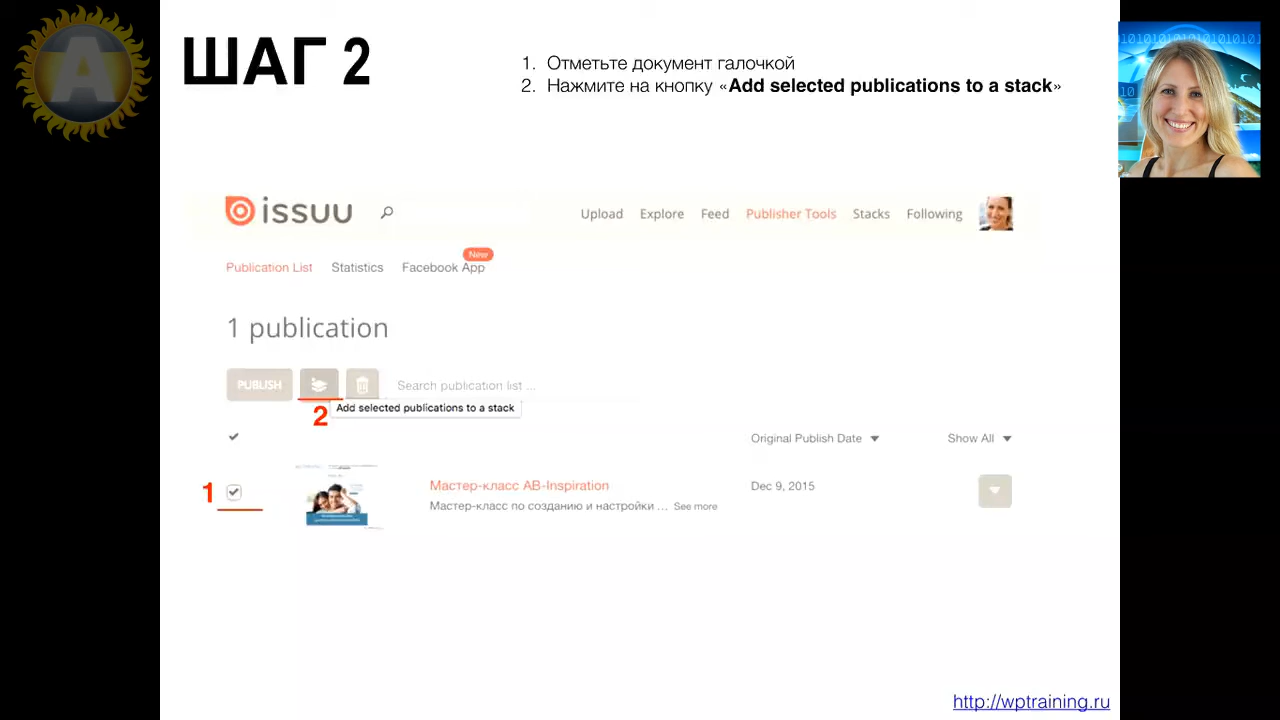 ШАГ 2
1. Отметьте документ галочкой
2. Нажмите на кнопку «Add selected publications to a stack»
A
issuu
Upload Explore Feed Publisher Tools Stacks Following
New
Publication List Statistics Facebook App
1 publication
PUBLISH
Search publication list ...
2
Add selected publications to a stack
Original Publish Date
Show All
1
Мастер-класс AB-Inspiration
Dec 9, 2015
Мастер-класс по созданию и настройки ... See more
http://wptraining.ru